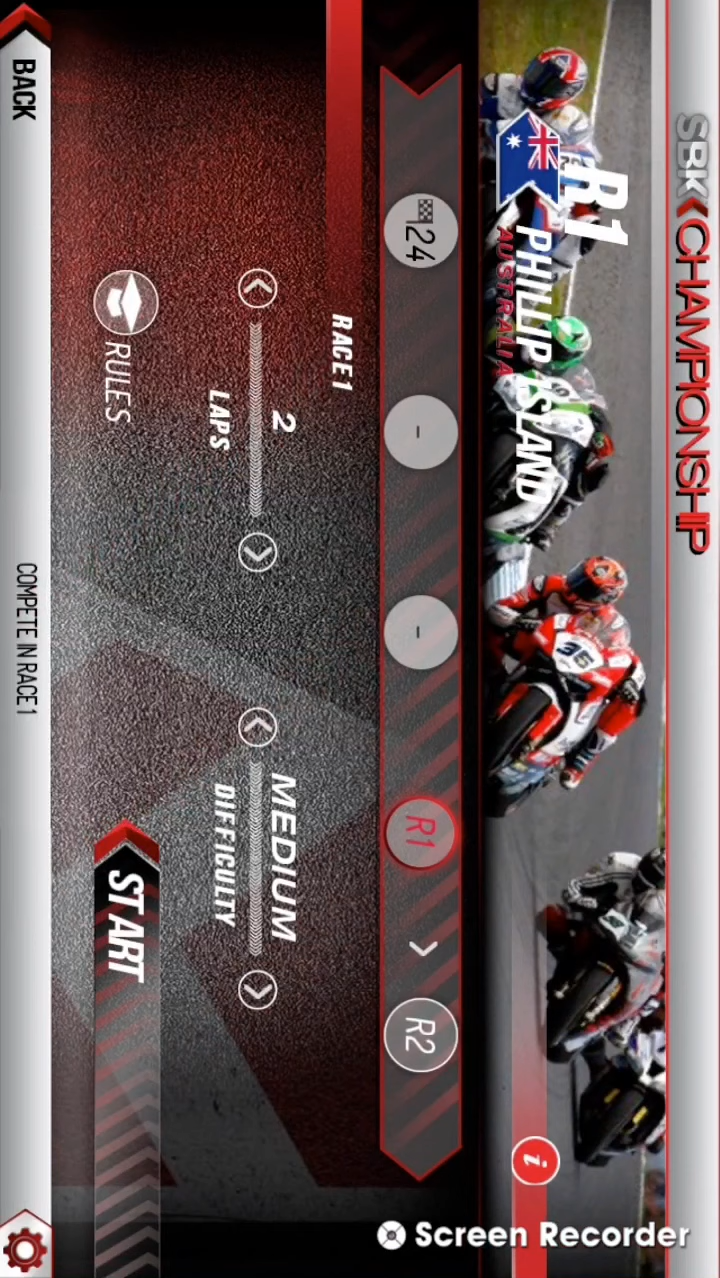 SBK CHAMPIONSHIP
R1
PHILLIP ISLAND
AUSTRALIA
36
24
-
-
R1
R2
i
RACE 1
2
LAPS
MEDIUM
DIFFICULTY
RULES
START
BACK
COMPETE IN RACE 1
Screen Recorder